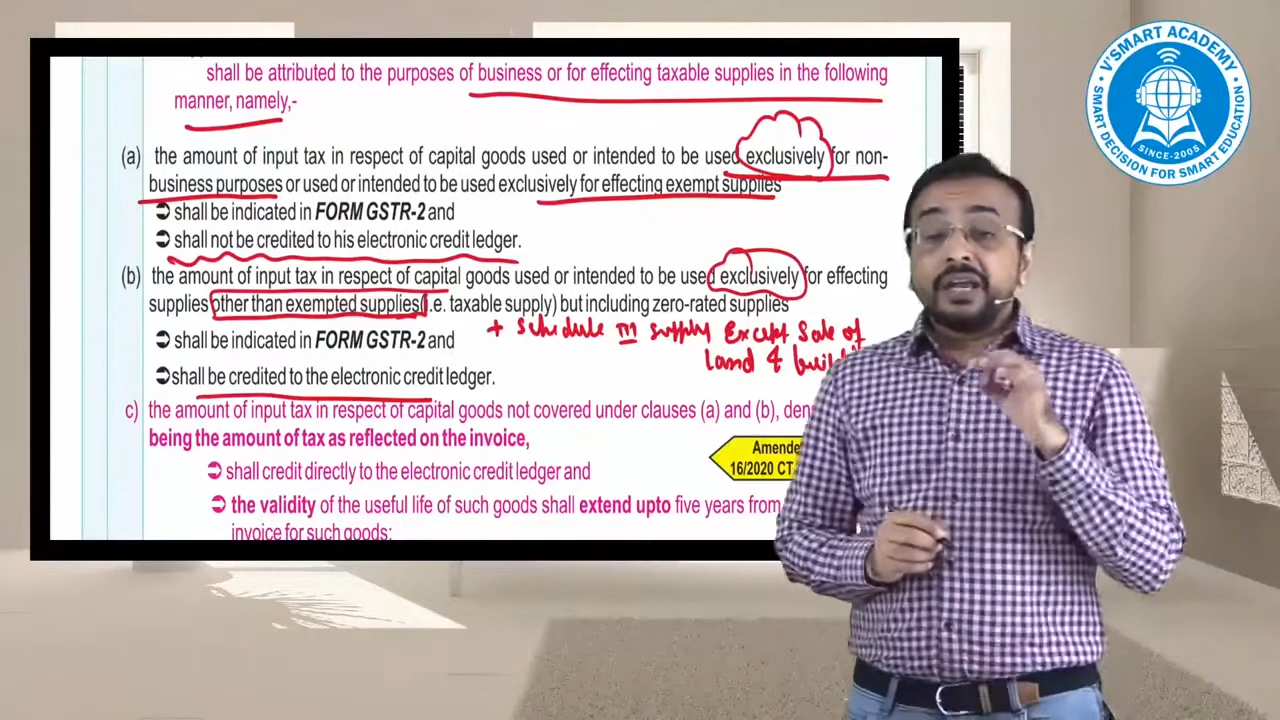 shall be attributed to the purposes of business or for effecting taxable supplies in the following
manner, namely,-
(a) the amount of input tax in respect of capital goods used or intended to be used exclusively for non-
business purposes or used or intended to be used exclusively for effecting exempt supplies
➲ shall be indicated in FORM GSTR-2 and
➲ shall not be credited to his electronic credit ledger.
(b) the amount of input tax in respect of capital goods used or intended to be used exclusively for effecting
supplies other than exempted supplies(i.e. taxable supply) but including zero-rated supplies
+ Schedule III supply Except Sale of
Land &
➲ shall be indicated in FORM GSTR-2 and
➲shall be credited to the electronic credit ledger.
c) the amount of input tax in respect of capital goods not covered under clauses (a) and (b),
being the amount of tax as reflected on the invoice,
16/2020 CT
➲ shall credit directly to the electronic credit ledger and
➲ the validity of the useful life of such goods shall extend upto five years from
invoice for such goods;
V'SMART ACADEMY
SINCE-2005
SMART DECISION FOR SMART EDUCATION